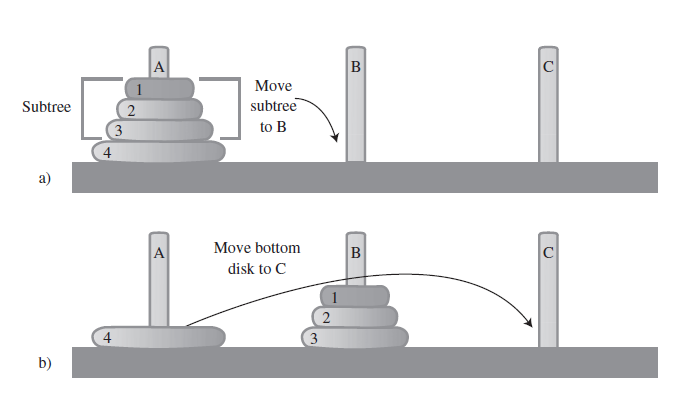 A
B
C
1
Move
Subtree
2
subtree
3
to B
4
a)
A
Move bottom
B
C
disk to C
1
2
4
3
b)